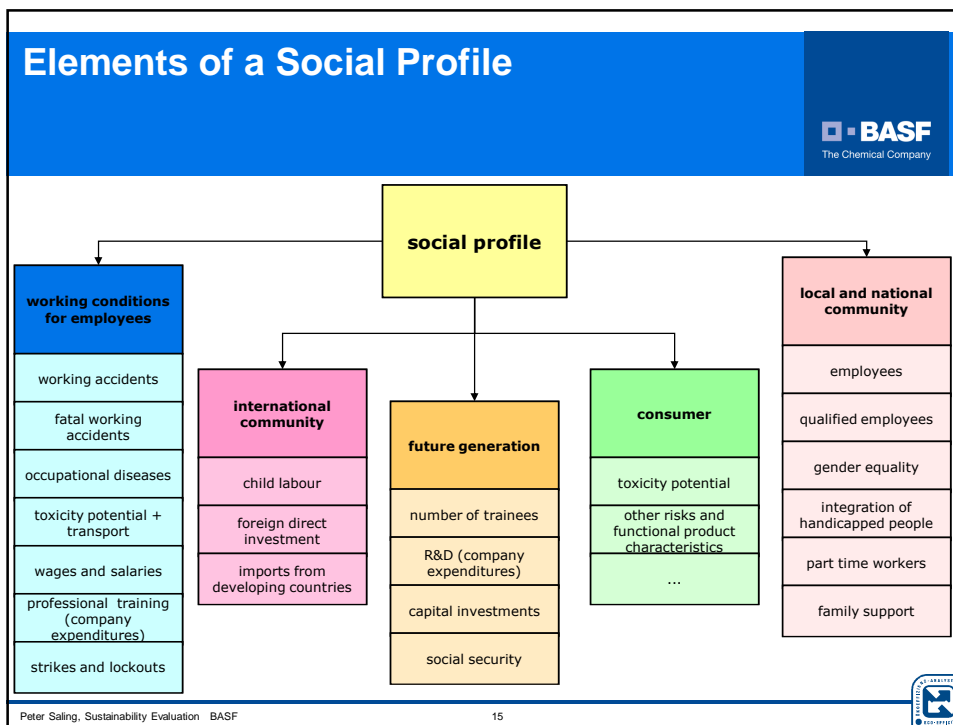 Elements of a Social Profile
BASF
The Chemical Company
social profile
working conditions
for employees
working accidents
fatal working
accidents
occupational diseases
toxicity potential +
transport
wages and salaries
professional training
(company
expenditures)
strikes and lockouts
international
community
child labour
foreign direct
investment
imports from
developing countries
future generation
number of trainees
R&D (company
expenditures)
capital investments
social security
consumer
toxicity potential
other risks and
functional product
characteristics
...
local and national
community
employees
qualified employees
gender equality
integration of
handicapped people
part time workers
family support
Peter Saling, Sustainability Evaluation BASF
15